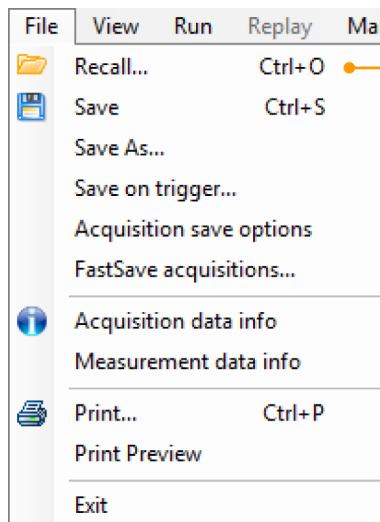 File View Run Replay Ma
Recall... Ctrl+O
Save Ctrl+S
Save As...
Save on trigger...
Acquisition save options
FastSave acquisitions...
Acquisition data info
Measurement data info
Print... Ctrl+P
Print Preview
Exit